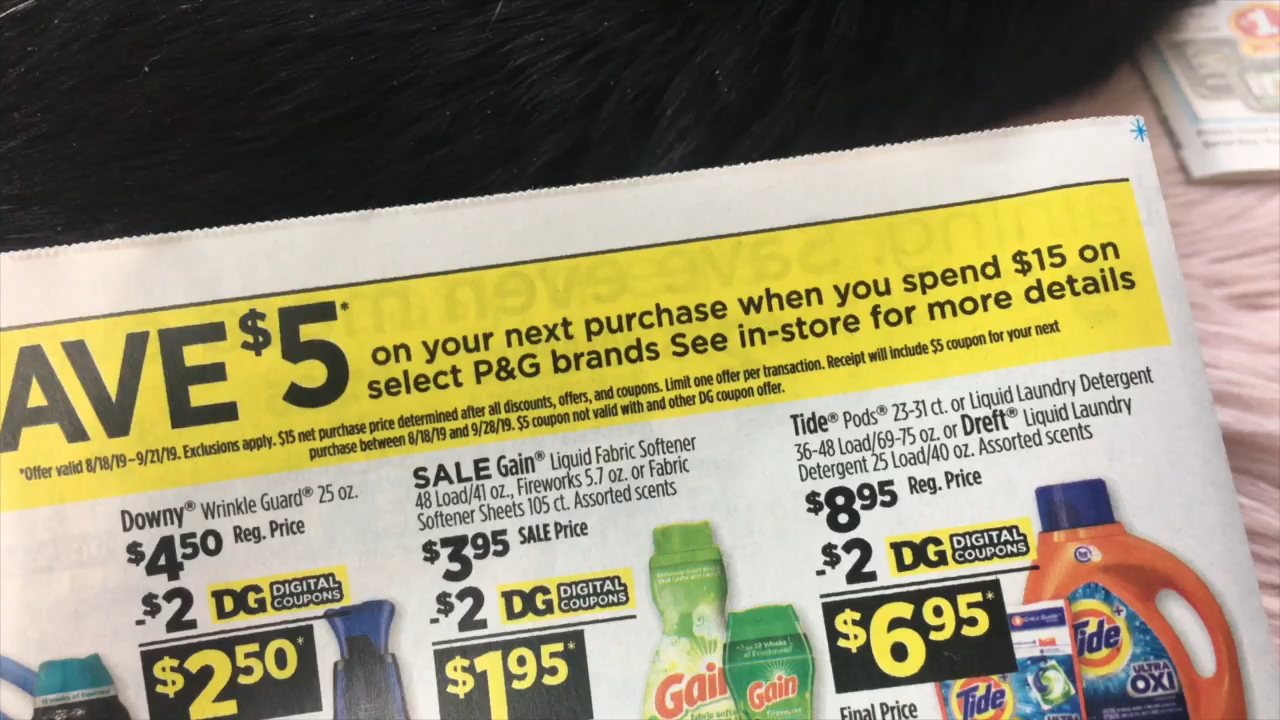 AVE $5* on your next purchase when you spend $15 on
select P&G brands See in-store for more details
*Offer valid 8/18/19–9/21/19. Exclusions apply. $15 net purchase price determined after all discounts, offers, and coupons. Limit one offer per transaction. Receipt will include $5 coupon for your next
purchase between 8/18/19 and 9/28/19. $5 coupon not valid with and other DG coupon offer.
Downy® Wrinkle Guard® 25 oz.
$4.50 Reg. Price
-$2 DG DIGITAL COUPONS
$2.50*
SALE Gain® Liquid Fabric Softener
48 Load/41 oz., Fireworks 5.7 oz. or Fabric
Softener Sheets 105 ct. Assorted scents
$3.95 SALE Price
-$2 DG DIGITAL COUPONS
$1.95*
Gain
Gain
Tide® Pods® 23-31 ct. or Liquid Laundry Detergent
36-48 Load/69-75 oz. or Dreft® Liquid Laundry
Detergent 25 Load/40 oz. Assorted scents
$8.95 Reg. Price
-$2 DG DIGITAL COUPONS
$6.95*
Final Price
Tide
Tide
ULTRA
OXI